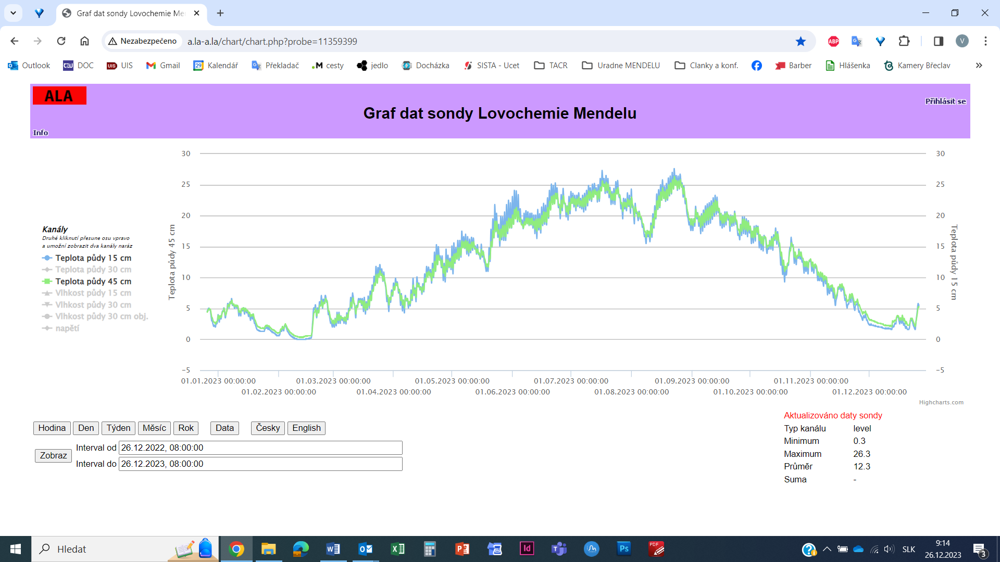 Graf dat sondy Lovochemie Me
Nezabezpečeno
a.la-a.la/chart/chart.php?probe=11359399
ABP
G
V
Outlook
DOC
UIS
Gmail
29
Kalendář
Překladač
.M cesty
jedlo
Docházka
SISTA - Ucet
TACR
Uradne MENDELU
Clanky a konf.
Barber
Hlášenka
Kamery Břeclav
»
ALA
Přihlásit se
Graf dat sondy Lovochemie Mendelu
Info
30
25
20
15
10
5
0
−5
Teplota půdy 45 cm
30
25
20
15
10
5
0
−5
Teplota půdy 15 cm
Kanály
Druhé kliknutí přesune osu vpravo
a umožní zobrazit dva kanály naráz
Teplota půdy 15 cm
Teplota půdy 30 cm
Teplota půdy 45 cm
Vlhkost půdy 15 cm
Vlhkost půdy 30 cm
Vlhkost půdy 30 cm obj.
napětí
01.01.2023 00:00:00
01.02.2023 00:00:00
01.03.2023 00:00:00
01.04.2023 00:00:00
01.05.2023 00:00:00
01.06.2023 00:00:00
01.07.2023 00:00:00
01.08.2023 00:00:00
01.09.2023 00:00:00
01.10.2023 00:00:00
01.11.2023 00:00:00
01.12.2023 00:00:00
Highcharts.com
Hodina Den Týden Měsíc Rok Data Česky English
Zobraz
Interval od 26.12.2022, 08:00:00
Interval do 26.12.2023, 08:00:00
Aktualizováno daty sondy
Typ kanálu level
Minimum 0.3
Maximum 26.3
Průměr 12.3
Suma -
Hledat
SLK
9:14
26.12.2023
3